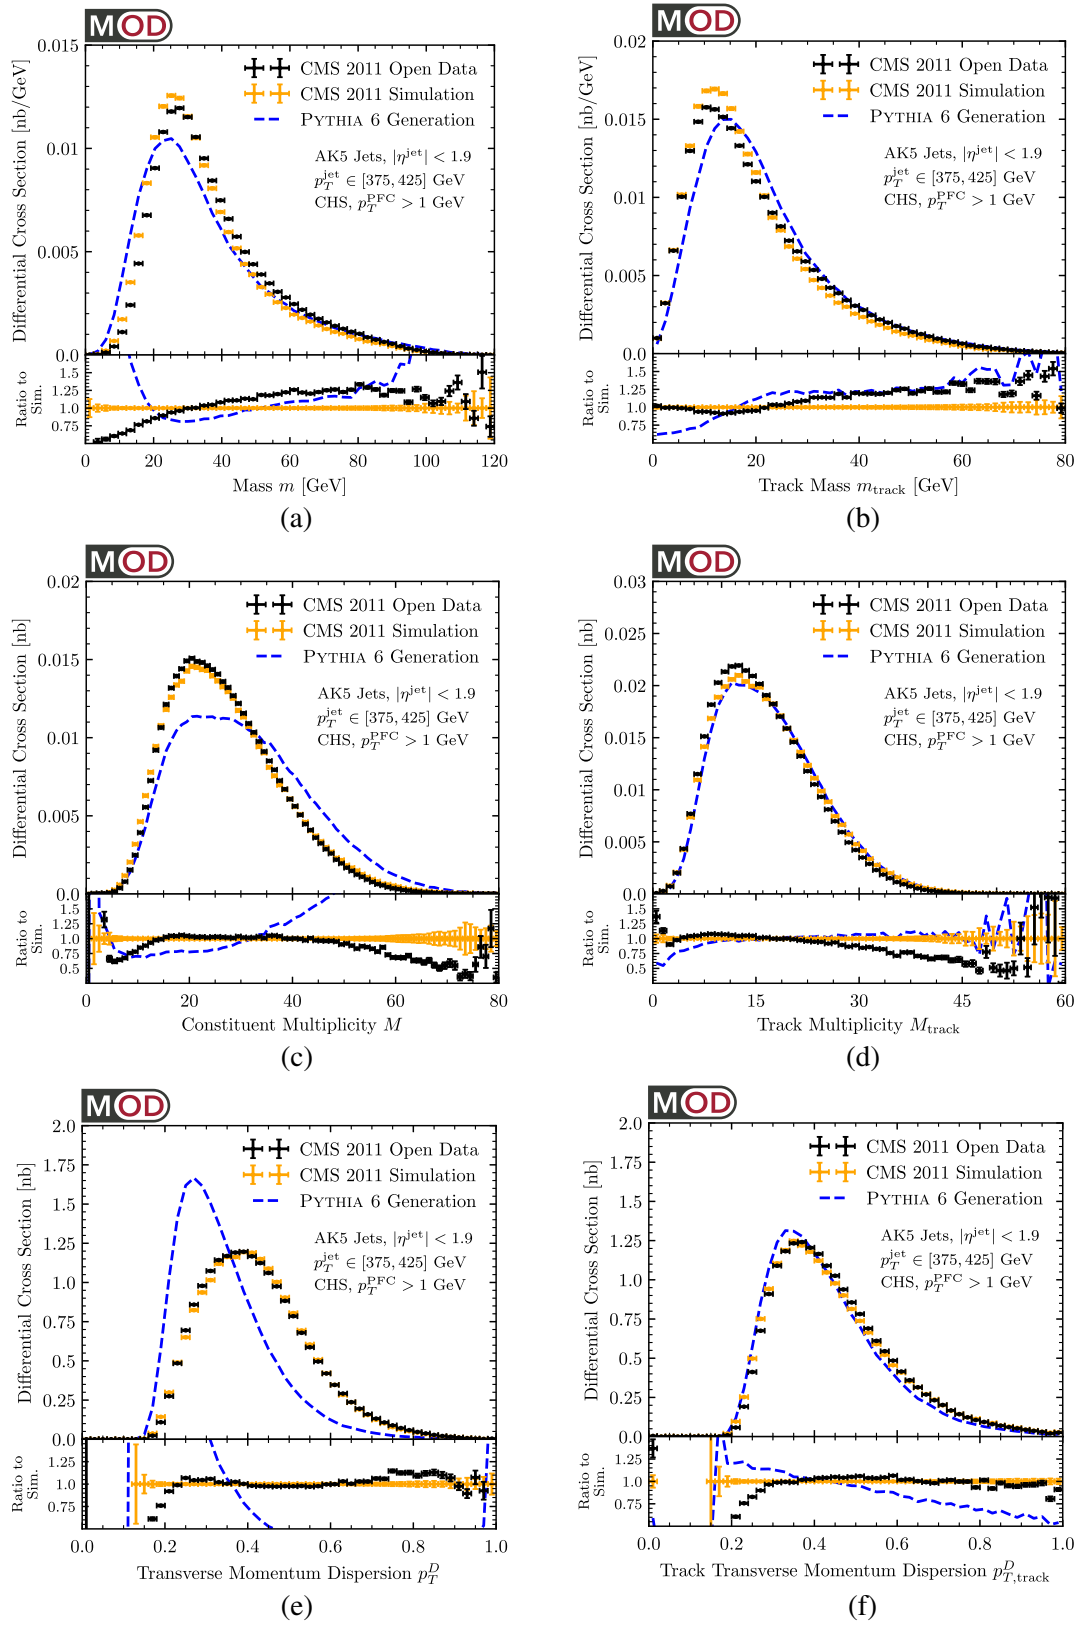 MOD
0.015
0.010
0.005
0.0
Differential Cross Section [nb/GeV]
CMS 2011 Open Data
CMS 2011 Simulation
PYTHIA 6 Generation
AK5 Jets, |η^jet| < 1.9
p_T^jet ∈ [375, 425] GeV
CHS, p_T^PFC > 1 GeV
1.5
1.25
1.0
0.75
Ratio to
Sim.
0 20 40 60 80 100 120
Mass m [GeV]
(a)
MOD
0.02
0.015
0.01
0.005
0.0
Differential Cross Section [nb/GeV]
CMS 2011 Open Data
CMS 2011 Simulation
PYTHIA 6 Generation
AK5 Jets, |η^jet| < 1.9
p_T^jet ∈ [375, 425] GeV
CHS, p_T^PFC > 1 GeV
1.5
1.25
1.0
0.75
Ratio to
Sim.
0 20 40 60 80
Track Mass m_track [GeV]
(b)
MOD
0.02
0.015
0.01
0.005
0.0
Differential Cross Section [nb]
CMS 2011 Open Data
CMS 2011 Simulation
PYTHIA 6 Generation
AK5 Jets, |η^jet| < 1.9
p_T^jet ∈ [375, 425] GeV
CHS, p_T^PFC > 1 GeV
1.5
1.25
1.0
0.75
0.5
Ratio to
Sim.
0 20 40 60 80
Constituent Multiplicity M
(c)
MOD
0.03
0.025
0.02
0.015
0.01
0.005
0.0
Differential Cross Section [nb]
CMS 2011 Open Data
CMS 2011 Simulation
PYTHIA 6 Generation
AK5 Jets, |η^jet| < 1.9
p_T^jet ∈ [375, 425] GeV
CHS, p_T^PFC > 1 GeV
1.5
1.25
1.0
0.75
0.5
Ratio to
Sim.
0 15 30 45 60
Track Multiplicity M_track
(d)
MOD
2.0
1.75
1.5
1.25
1.0
0.75
0.5
0.25
0.0
Differential Cross Section [nb]
CMS 2011 Open Data
CMS 2011 Simulation
PYTHIA 6 Generation
AK5 Jets, |η^jet| < 1.9
p_T^jet ∈ [375, 425] GeV
CHS, p_T^PFC > 1 GeV
1.25
1.0
0.75
Ratio to
Sim.
0.0 0.2 0.4 0.6 0.8 1.0
Transverse Momentum Dispersion p_T^D
(e)
MOD
2.0
1.75
1.5
1.25
1.0
0.75
0.5
0.25
0.0
Differential Cross Section [nb]
CMS 2011 Open Data
CMS 2011 Simulation
PYTHIA 6 Generation
AK5 Jets, |η^jet| < 1.9
p_T^jet ∈ [375, 425] GeV
CHS, p_T^PFC > 1 GeV
1.25
1.0
0.75
Ratio to
Sim.
0.0 0.2 0.4 0.6 0.8 1.0
Track Transverse Momentum Dispersion p_T,track^D
(f)